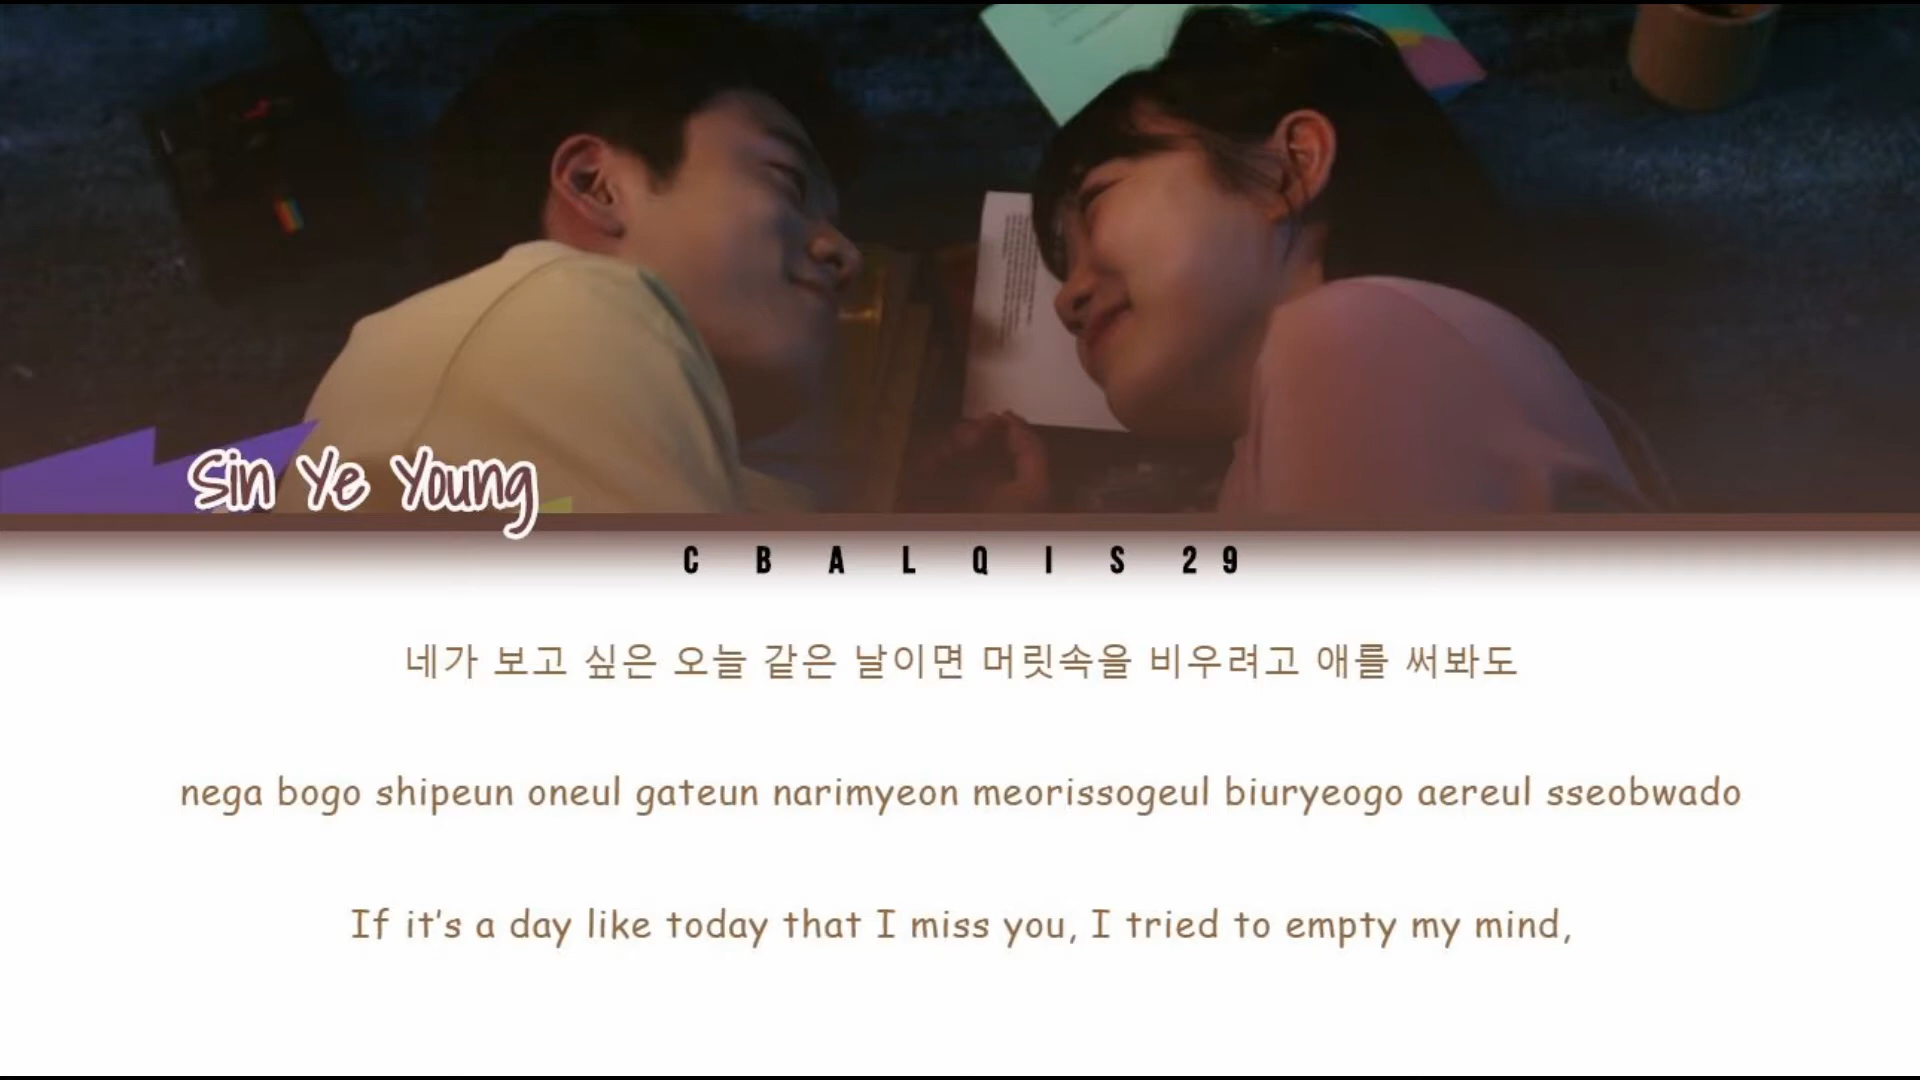 Sin Ye Young
CBALQIS29
네가 보고 싶은 오늘 같은 날이면 머릿속을 비우려고 애를 써봐도
nega bogo shipeun oneul gateun narimyeon meorissogeul biuryeogo aereul sseobwado
If it's a day like today that I miss you, I tried to empty my mind,